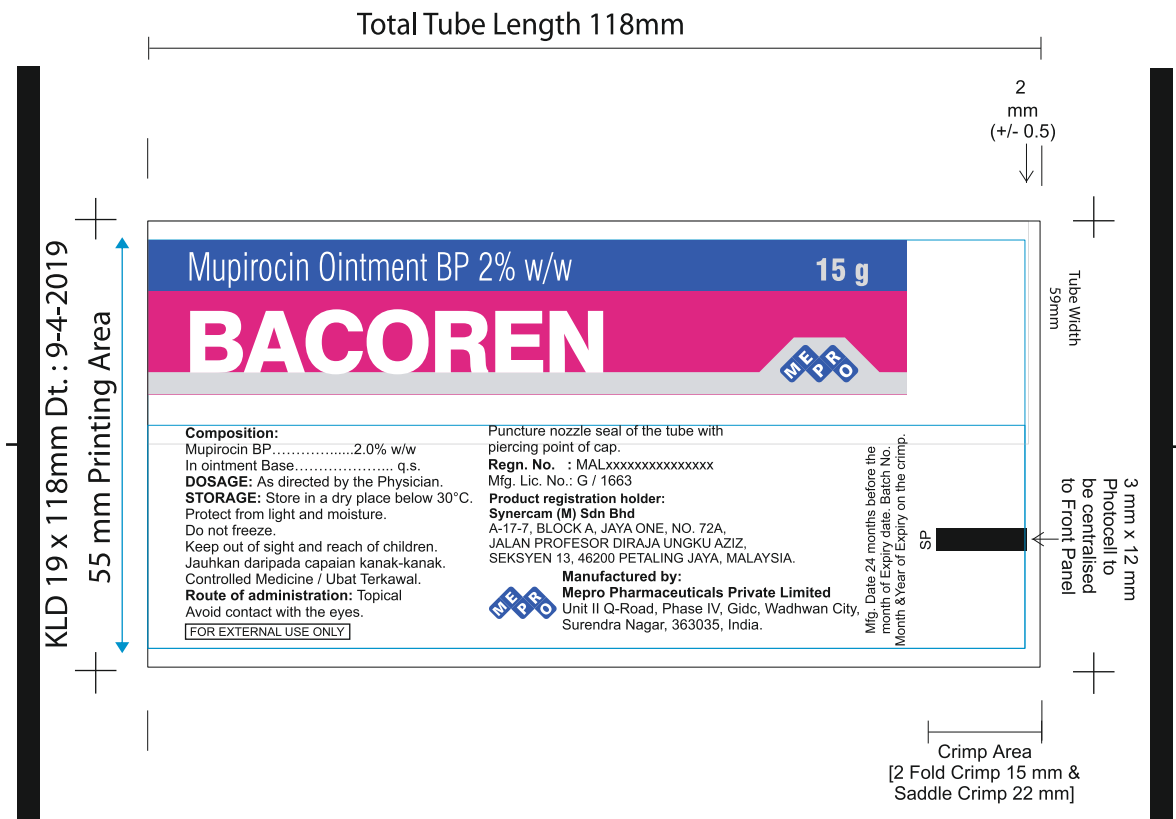 Total Tube Length 118mm
2
mm
(+/- 0.5)
KLD 19 x 118mm Dt. : 9-4-2019
55 mm Printing Area
Mupirocin Ointment BP 2% w/w 15 g
BACOREN
MEPRO
Tube Width
59mm
Composition:
Mupirocin BP…………......2.0% w/w
In ointment Base………………... q.s.
DOSAGE: As directed by the Physician.
STORAGE: Store in a dry place below 30°C.
Protect from light and moisture.
Do not freeze.
Keep out of sight and reach of children.
Jauhkan daripada capaian kanak-kanak.
Controlled Medicine / Ubat Terkawal.
Route of administration: Topical
Avoid contact with the eyes.
FOR EXTERNAL USE ONLY
Puncture nozzle seal of the tube with
piercing point of cap.
Regn. No. : MALxxxxxxxxxxxxxxx
Mfg. Lic. No.: G / 1663
Product registration holder:
Synercam (M) Sdn Bhd
A-17-7, BLOCK A, JAYA ONE, NO. 72A,
JALAN PROFESOR DIRAJA UNGKU AZIZ,
SEKSYEN 13, 46200 PETALING JAYA, MALAYSIA.
MEPRO
Manufactured by:
Mepro Pharmaceuticals Private Limited
Unit II Q-Road, Phase IV, Gidc, Wadhwan City,
Surendra Nagar, 363035, India.
Mfg. Date 24 months before the
month of Expiry date. Batch No.
Month &Year of Expiry on the crimp.
SP
3 mm x 12 mm
Photocell to
be centralised
to Front Panel
Crimp Area
[2 Fold Crimp 15 mm &
Saddle Crimp 22 mm]